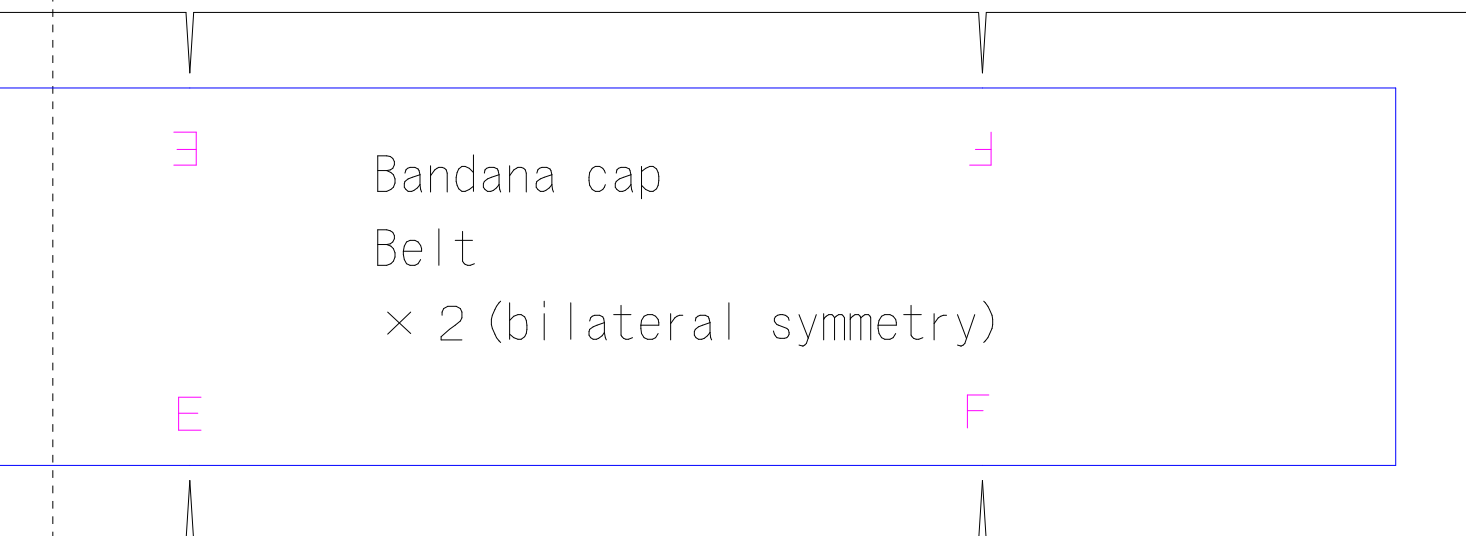 E F
Bandana cap
Belt
×2(bilateral symmetry)
E F